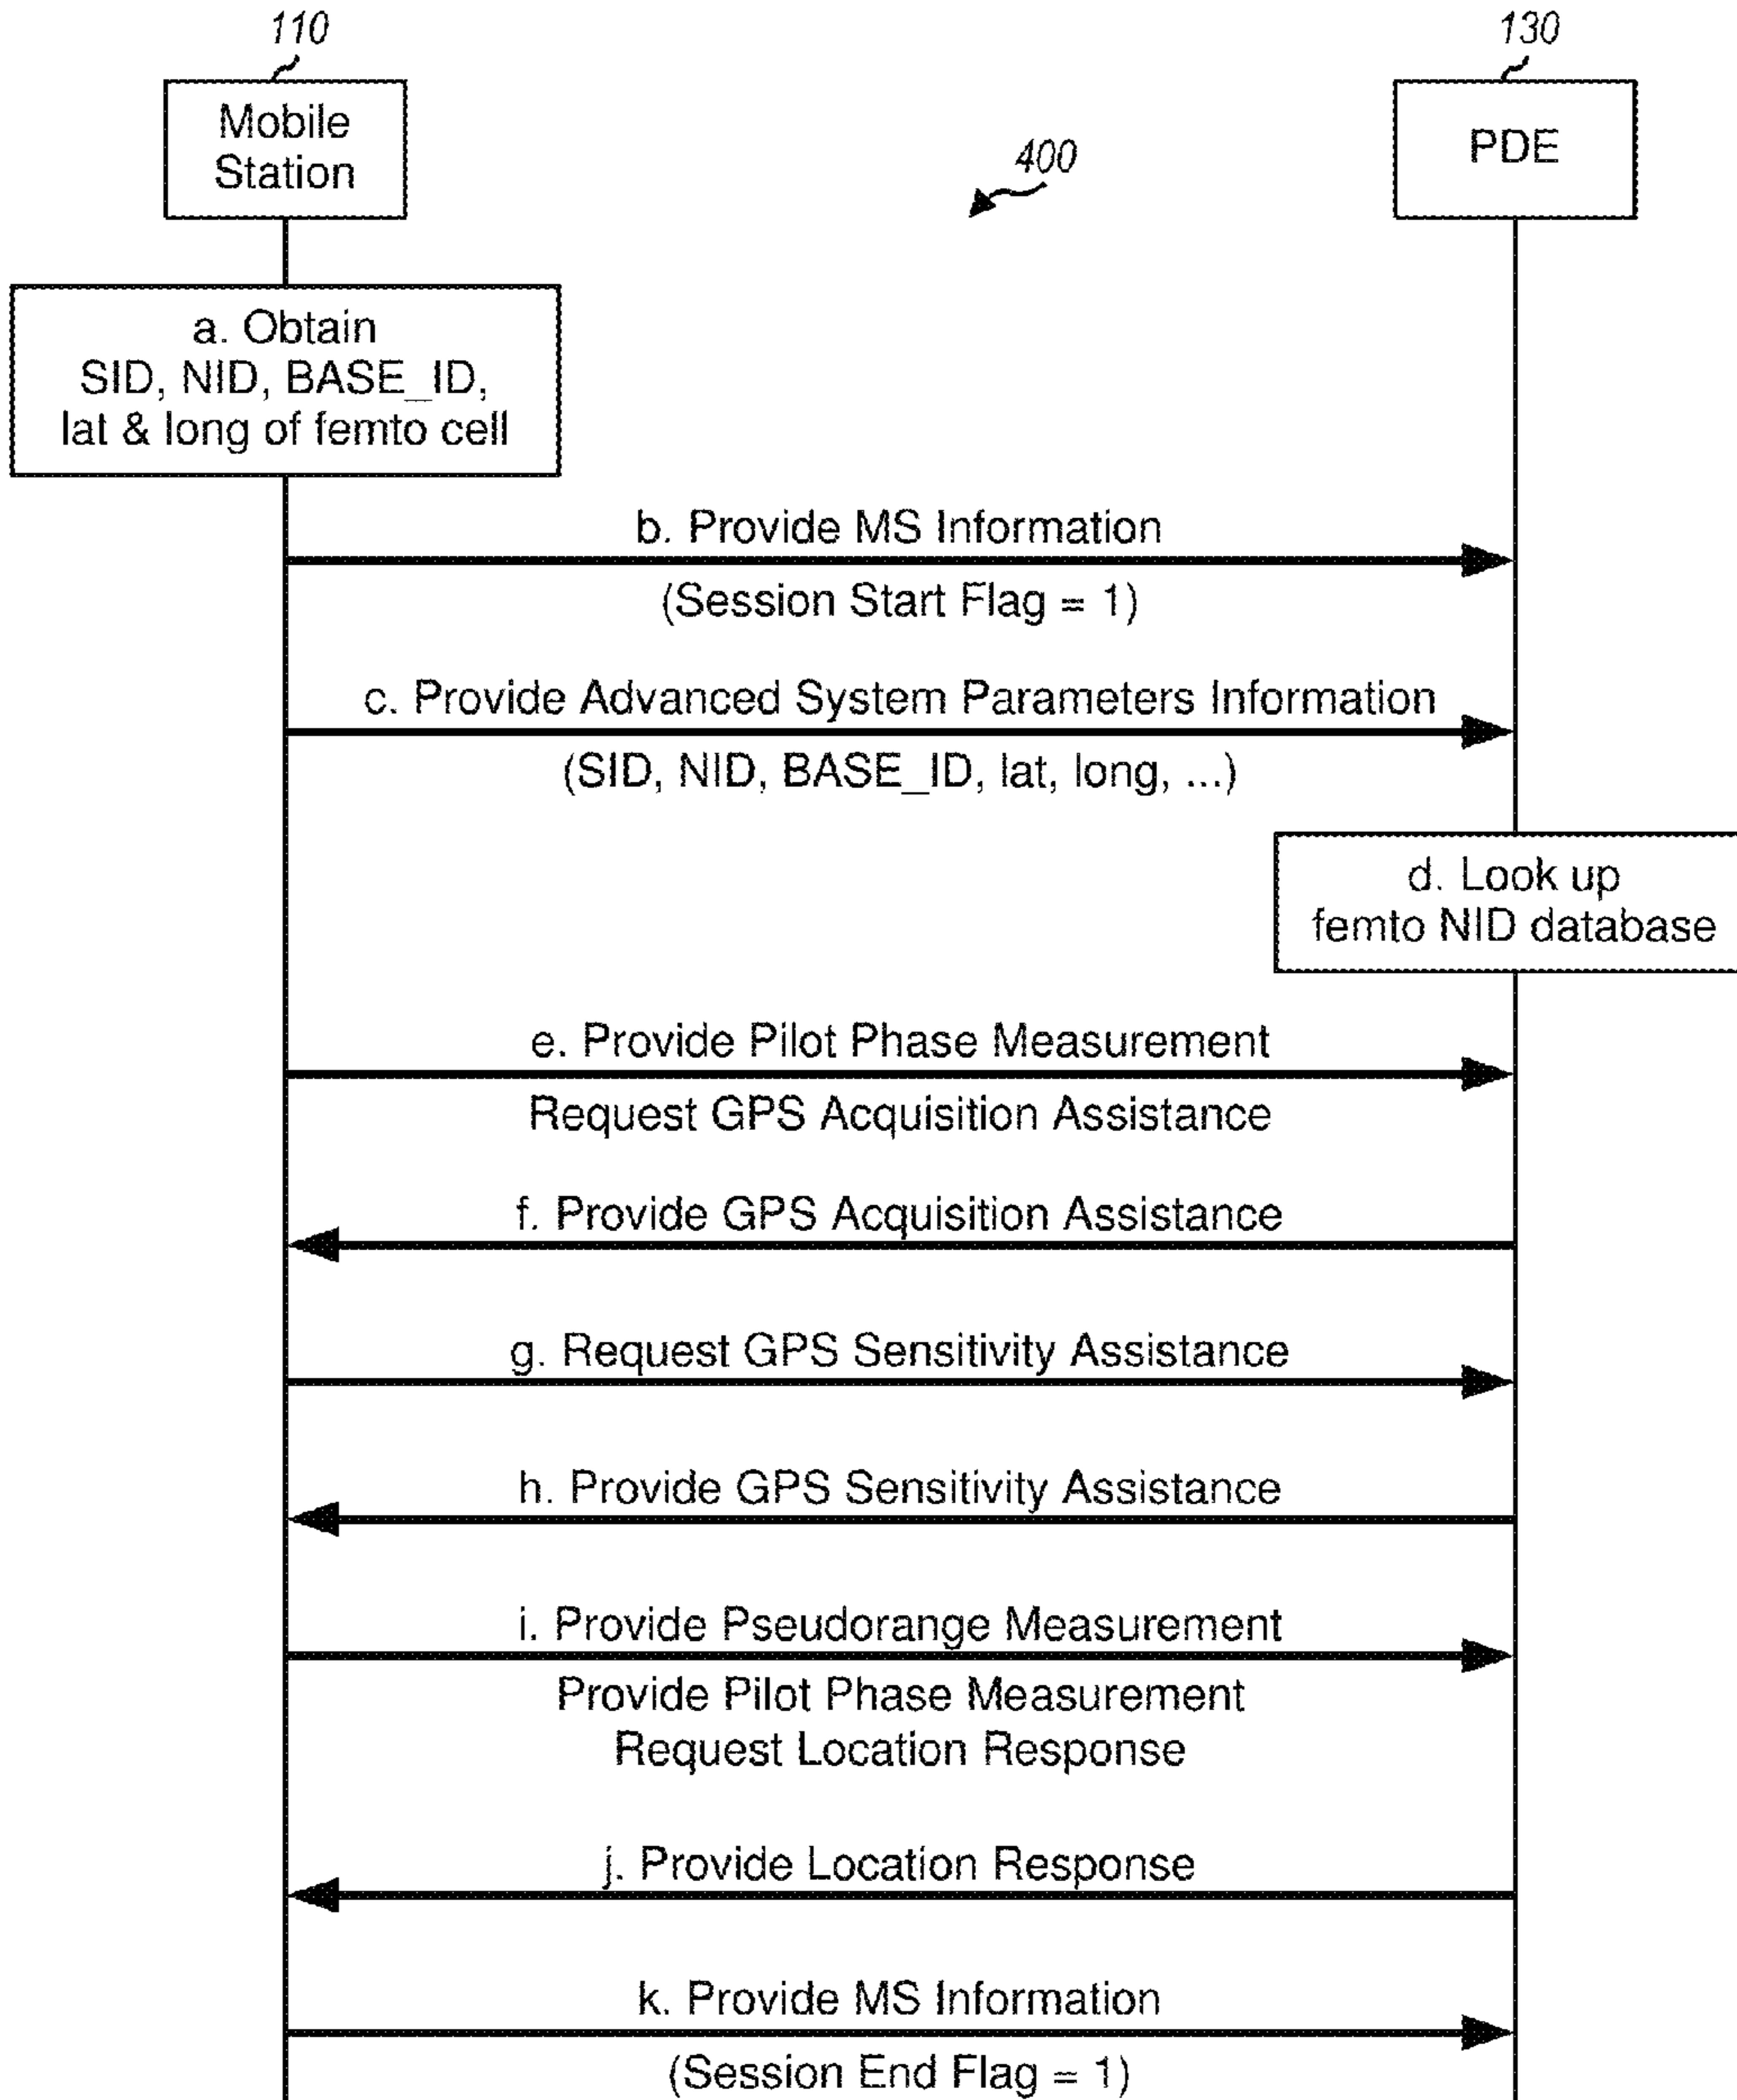 110
130
Mobile
Station
PDE
400
a. Obtain
SID, NID, BASE_ID,
lat & long of femto cell
b. Provide MS Information
(Session Start Flag = 1)
c. Provide Advanced System Parameters Information
(SID, NID, BASE_ID, lat, long, ...)
d. Look up
femto NID database
e. Provide Pilot Phase Measurement
Request GPS Acquisition Assistance
f. Provide GPS Acquisition Assistance
g. Request GPS Sensitivity Assistance
h. Provide GPS Sensitivity Assistance
i. Provide Pseudorange Measurement
Provide Pilot Phase Measurement
Request Location Response
j. Provide Location Response
k. Provide MS Information
(Session End Flag = 1)